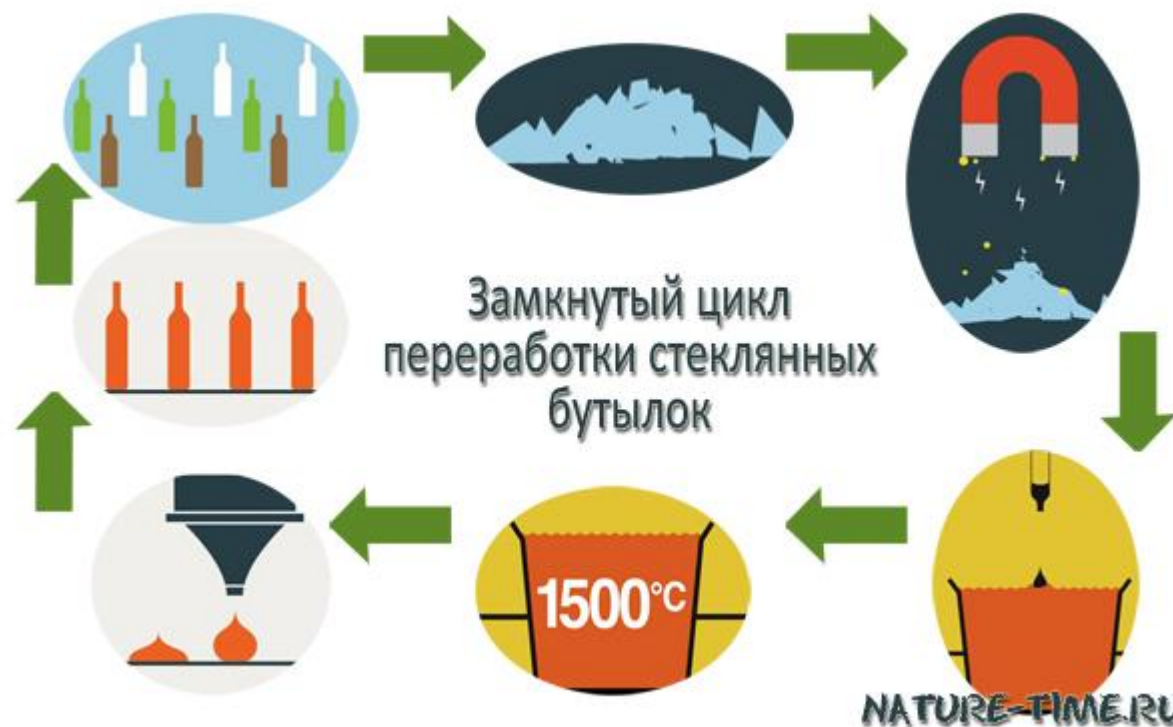 Замкнутый цикл
переработки стеклянных
бутылок
1500°C
NATURE-TIME.RU